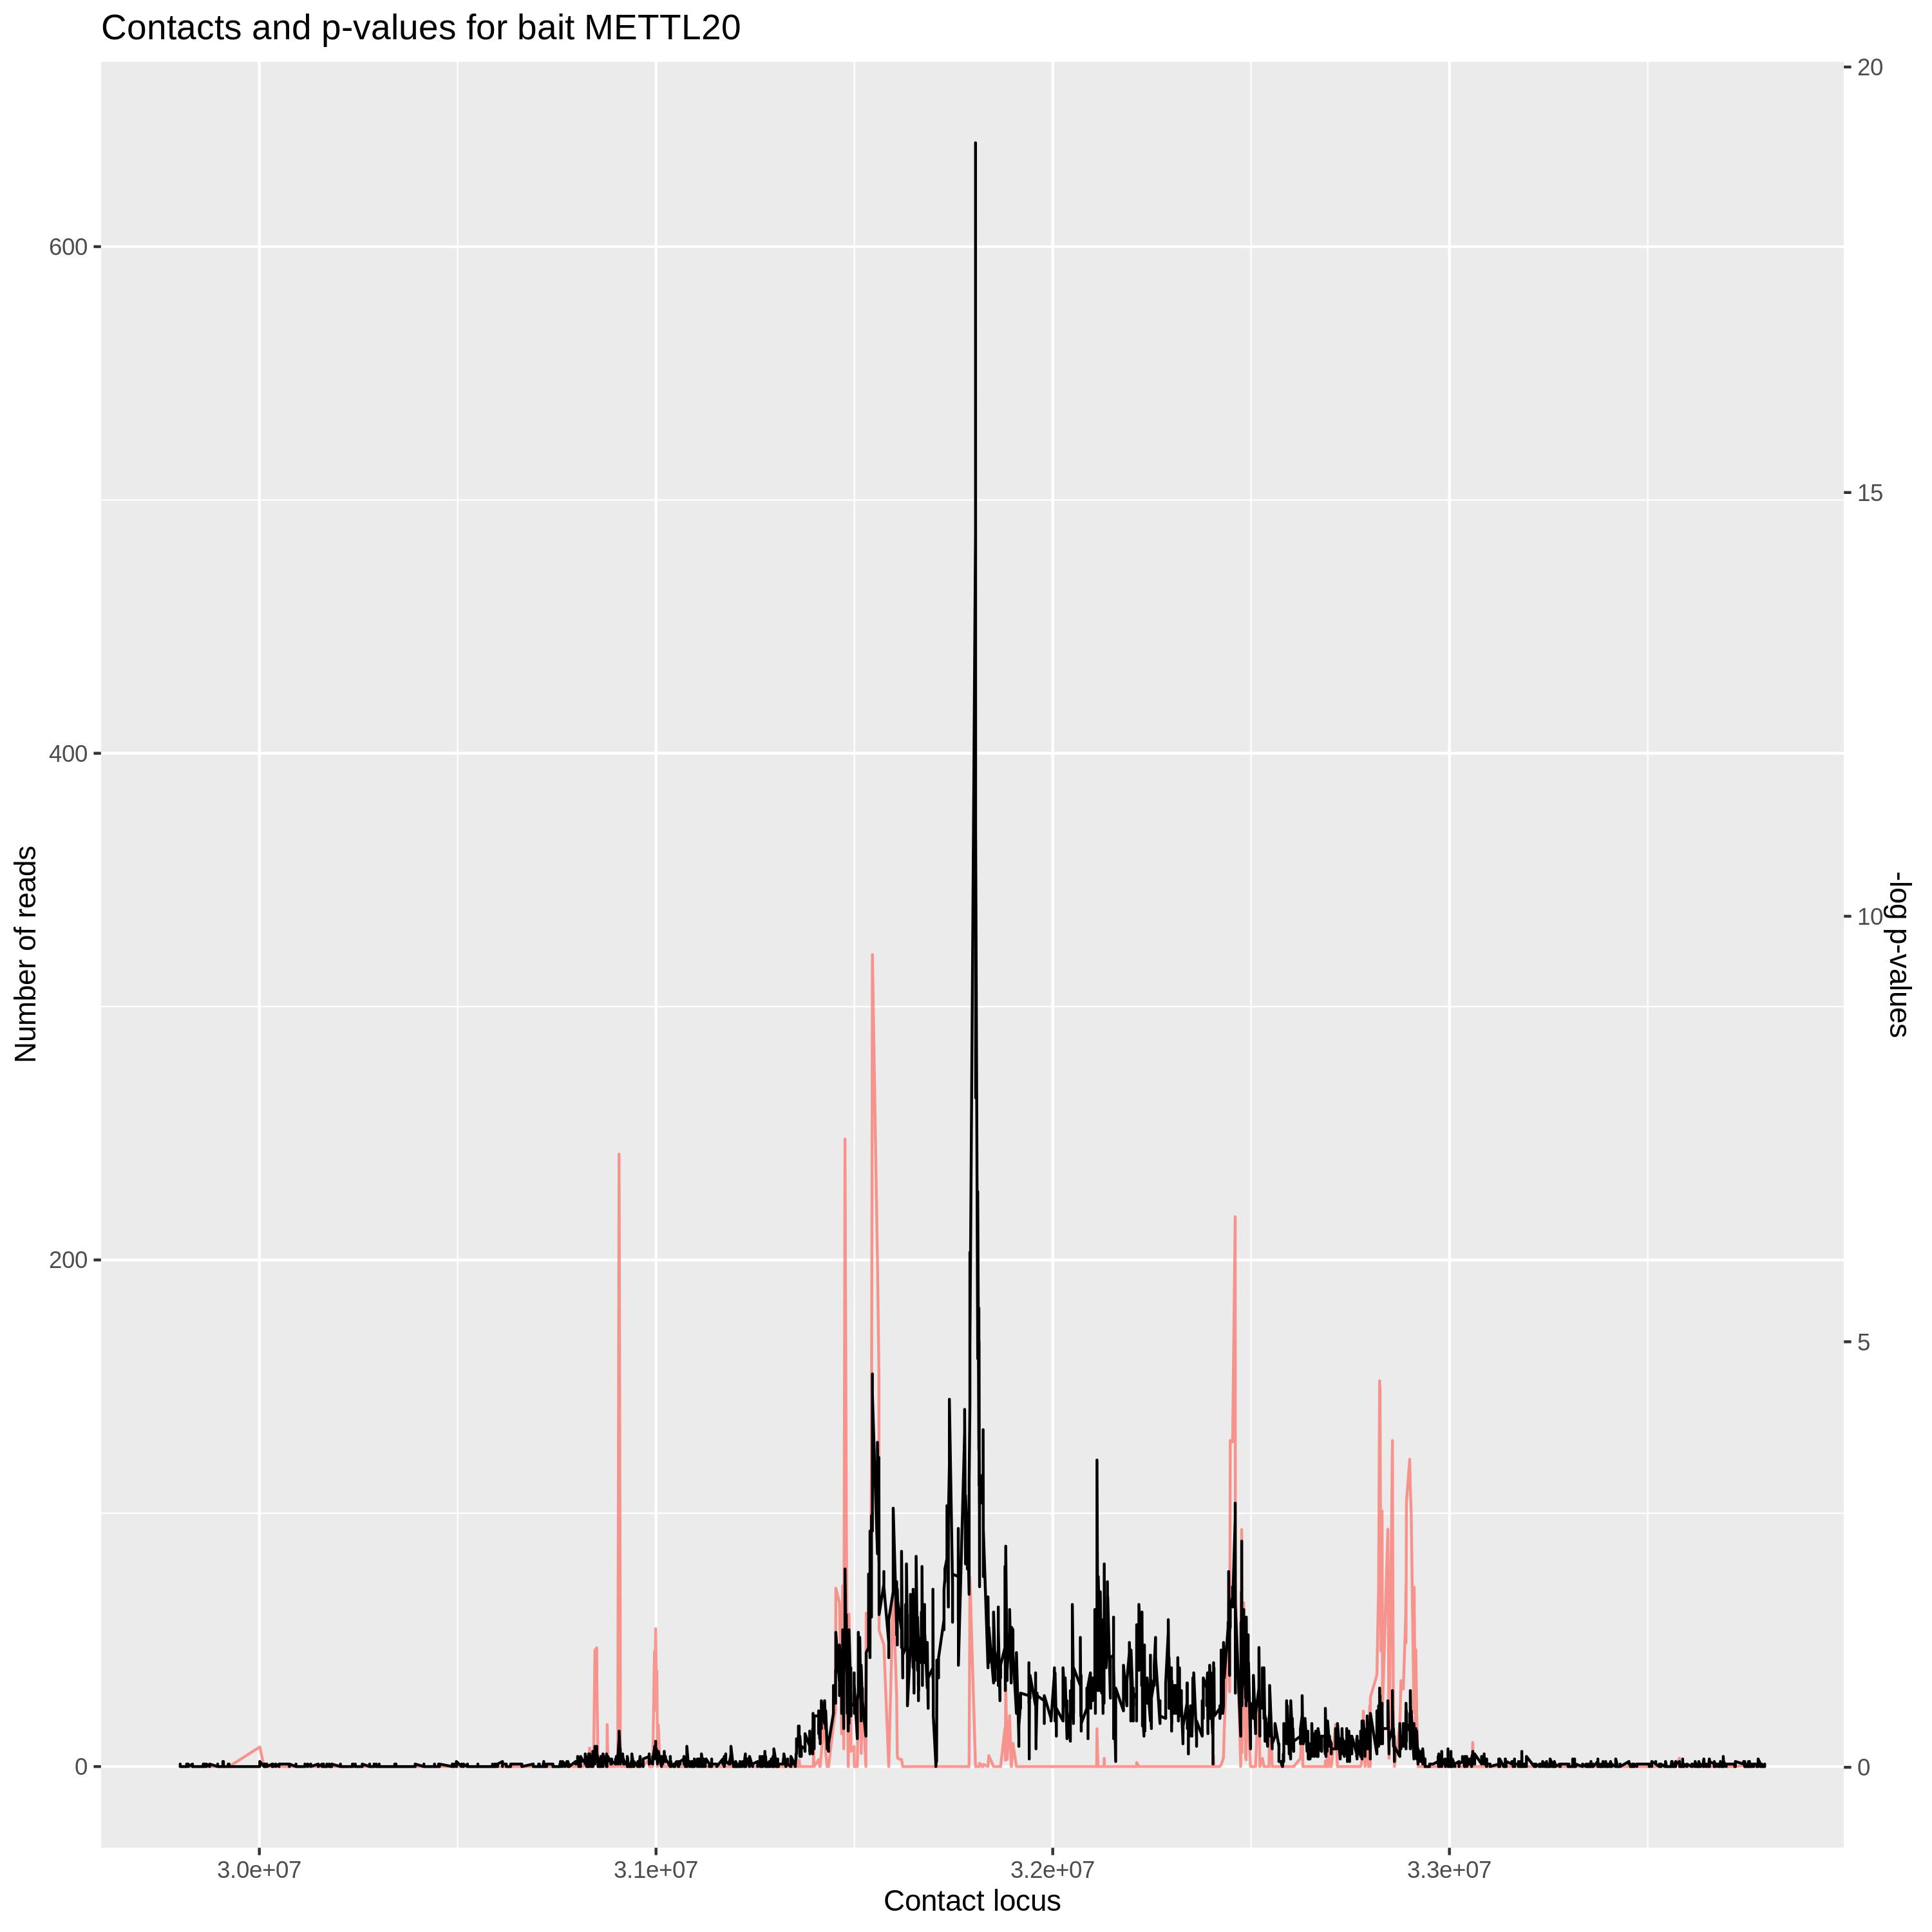 Contacts and p-values for bait METTL20
Number of reads
600
400
200
0
20
15
10
5
0
-log p-values
3.0e+07
3.1e+07
3.2e+07
3.3e+07
Contact locus